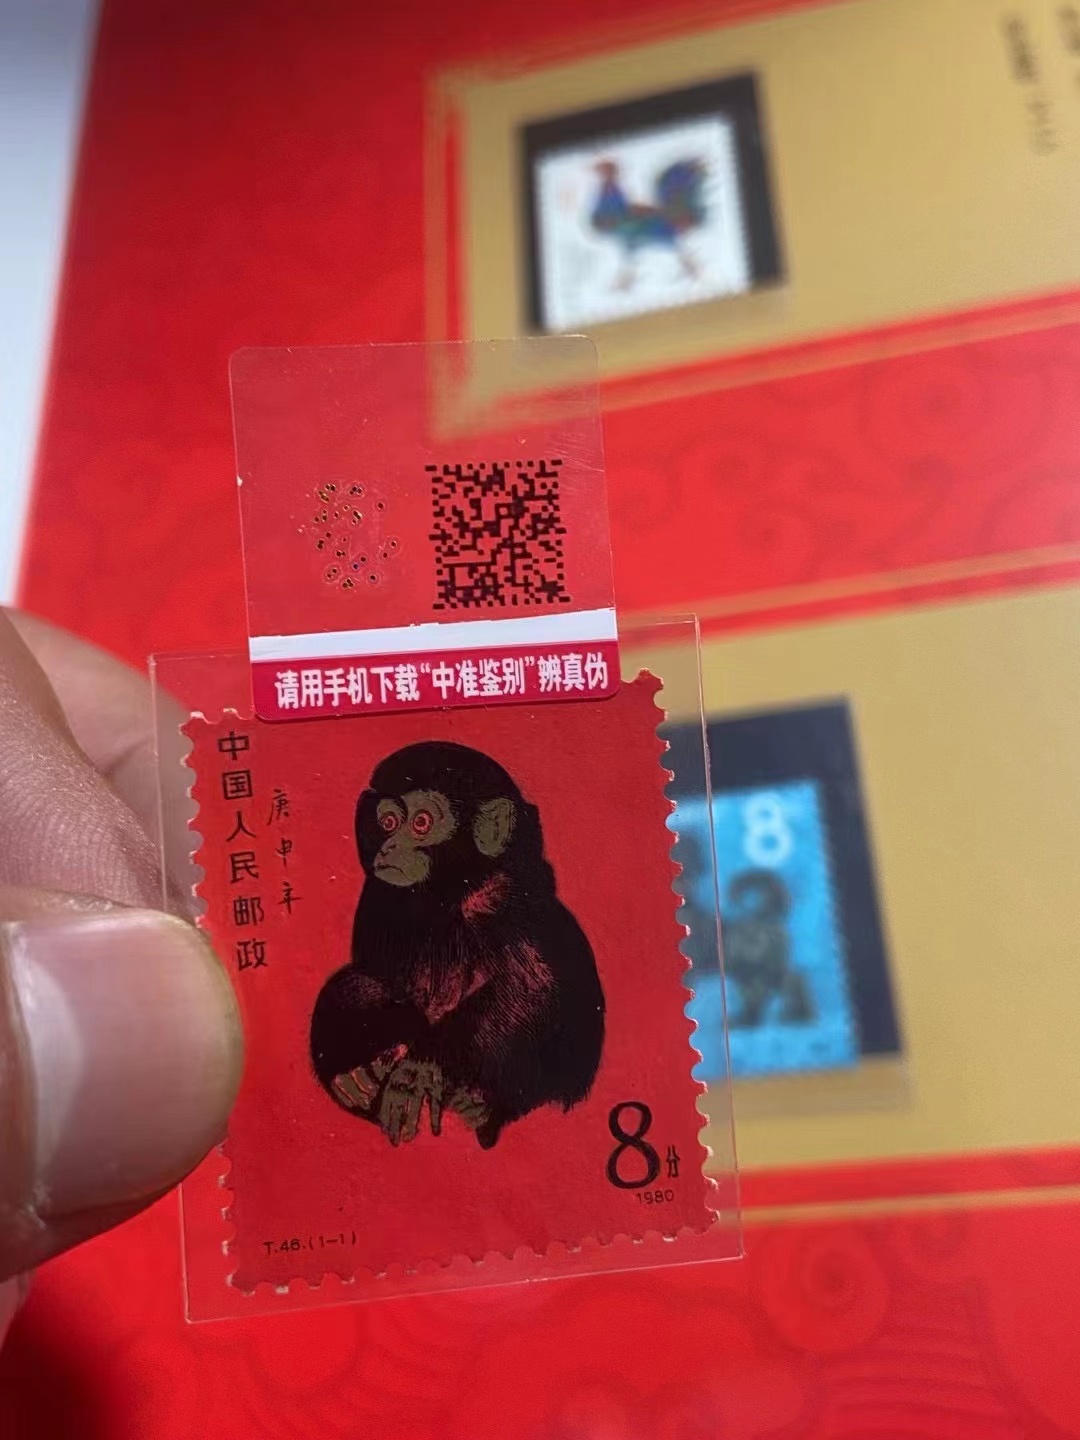 请用手机下载“中准鉴别”辨真伪
中国人民邮政
庚申年
8分
1980
T.46.(1-1)
8